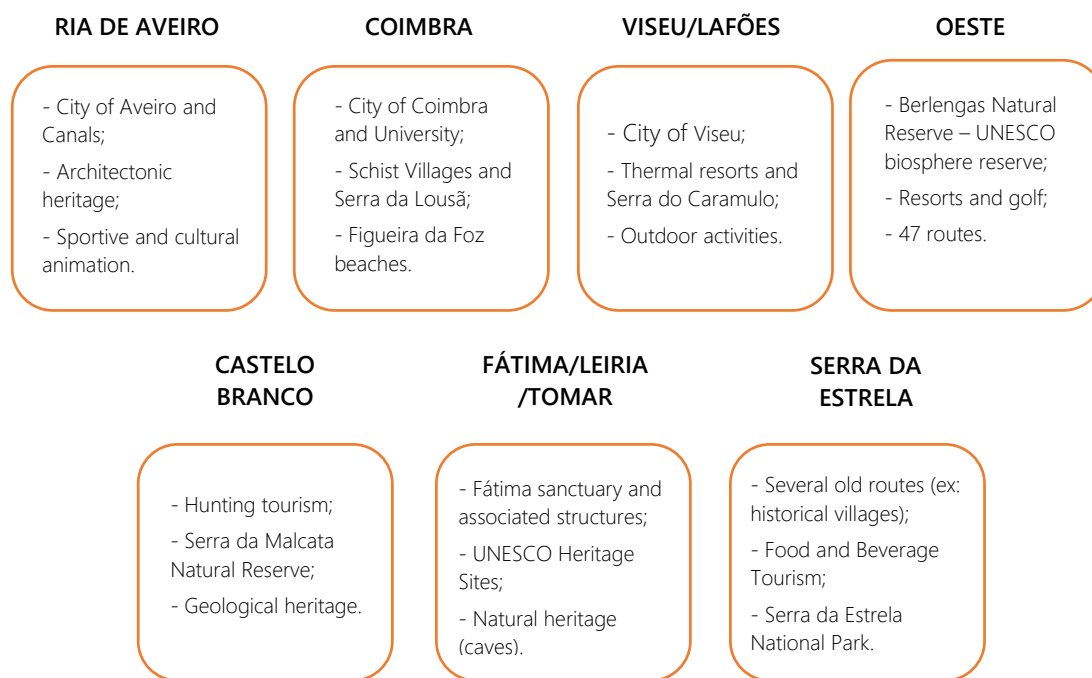 RIA DE AVEIRO
- City of Aveiro and
Canals;
- Architectonic
heritage;
- Sportive and cultural
animation.
COIMBRA
- City of Coimbra
and University;
- Schist Villages and
Serra da Lousã;
- Figueira da Foz
beaches.
VISEU/LAFÕES
- City of Viseu;
- Thermal resorts and
Serra do Caramulo;
- Outdoor activities.
OESTE
- Berlengas Natural
Reserve – UNESCO
biosphere reserve;
- Resorts and golf;
- 47 routes.
CASTELO
BRANCO
- Hunting tourism;
- Serra da Malcata
Natural Reserve;
- Geological heritage.
FÁTIMA/LEIRIA
/TOMAR
- Fátima sanctuary and
associated structures;
- UNESCO Heritage
Sites;
- Natural heritage
(caves).
SERRA DA
ESTRELA
- Several old routes (ex:
historical villages);
- Food and Beverage
Tourism;
- Serra da Estrela
National Park.